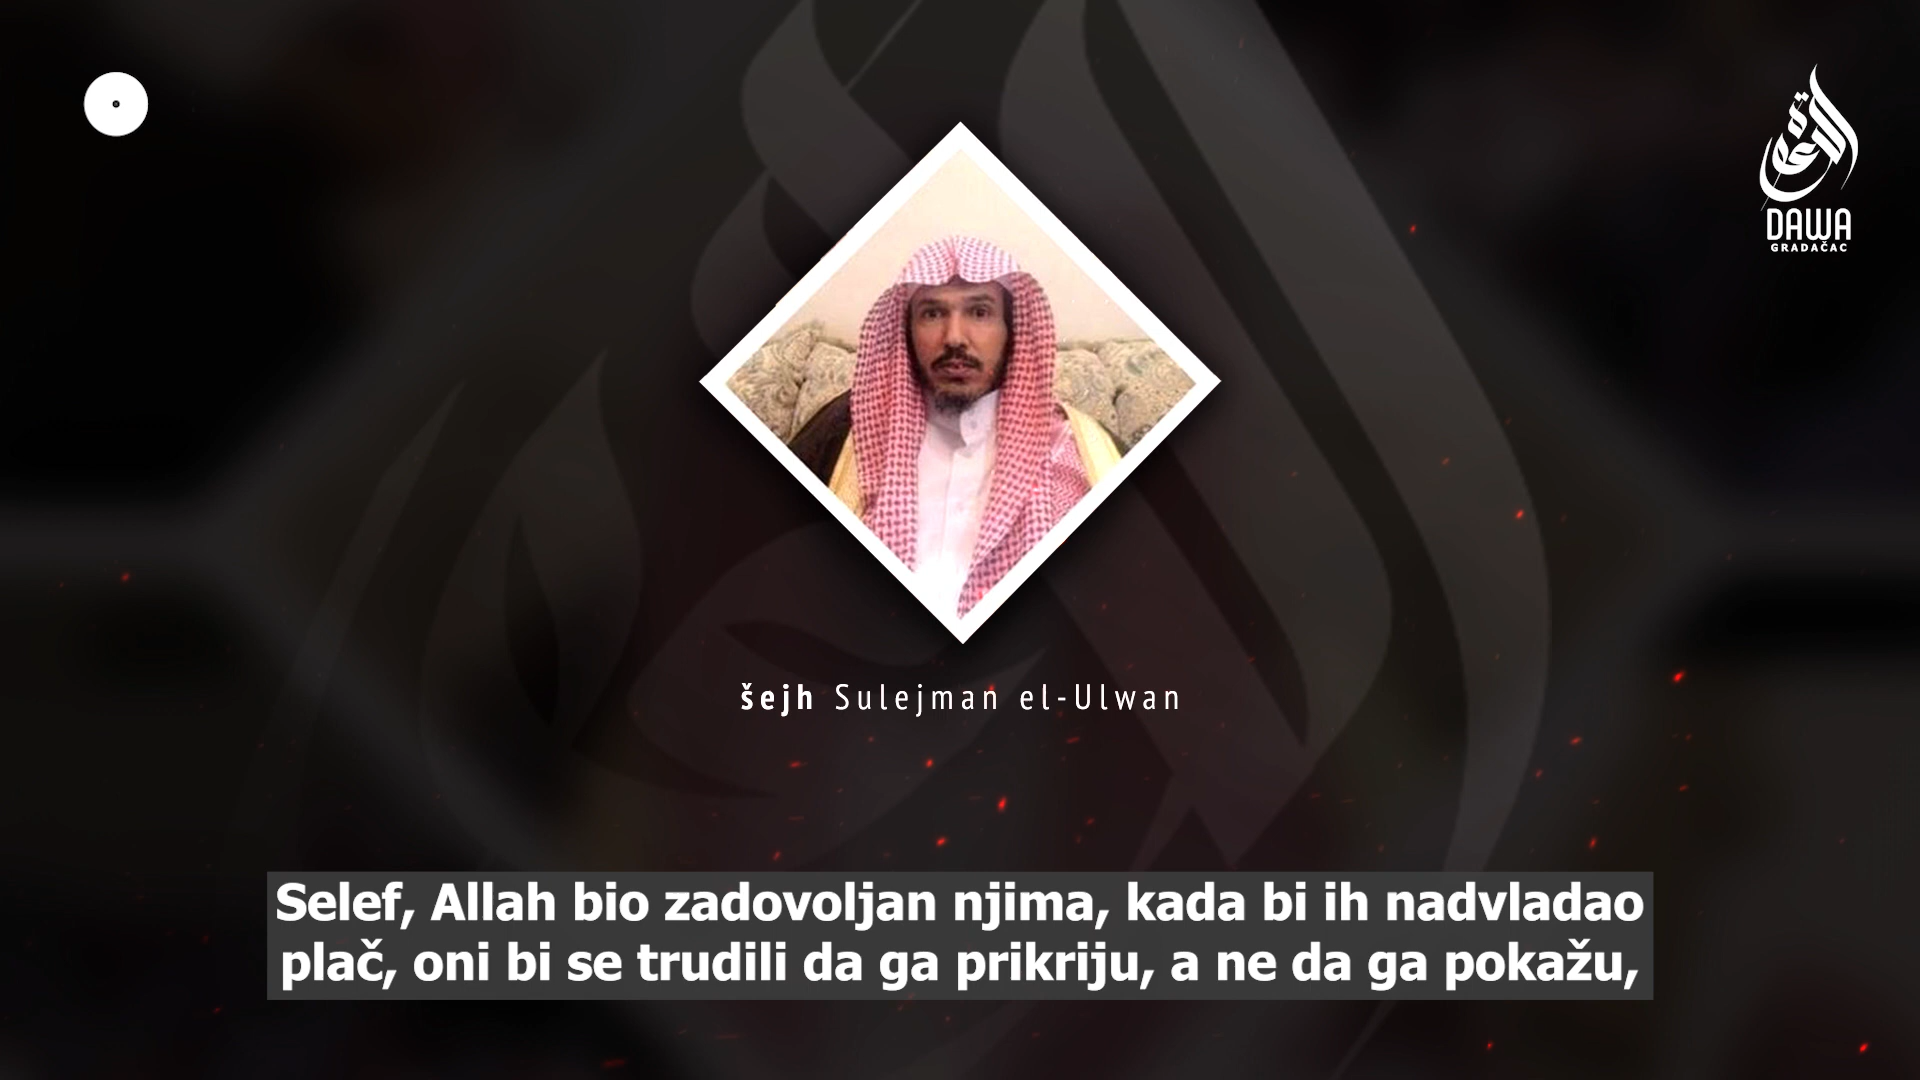 الدعوة
DAWA
GRADAČAC
šejh Sulejman el-Ulwan
Selef, Allah bio zadovoljan njima, kada bi ih nadvladao
plač, oni bi se trudili da ga prikriju, a ne da ga pokažu,